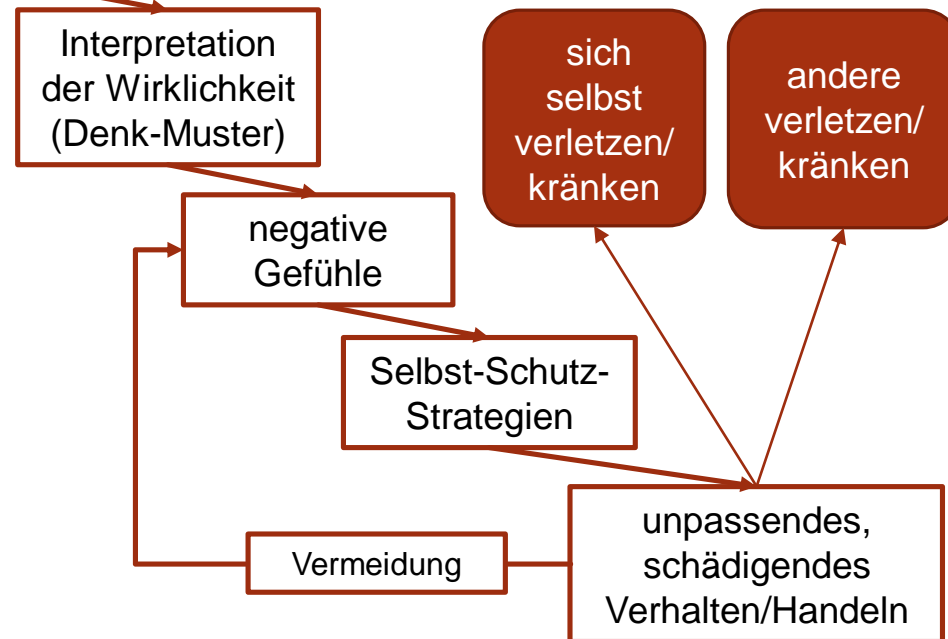 Interpretation
der Wirklichkeit
(Denk-Muster)
sich
selbst
verletzen/
kränken
andere
verletzen/
kränken
negative
Gefühle
Selbst-Schutz-
Strategien
Vermeidung
unpassendes,
schädigendes
Verhalten/Handeln